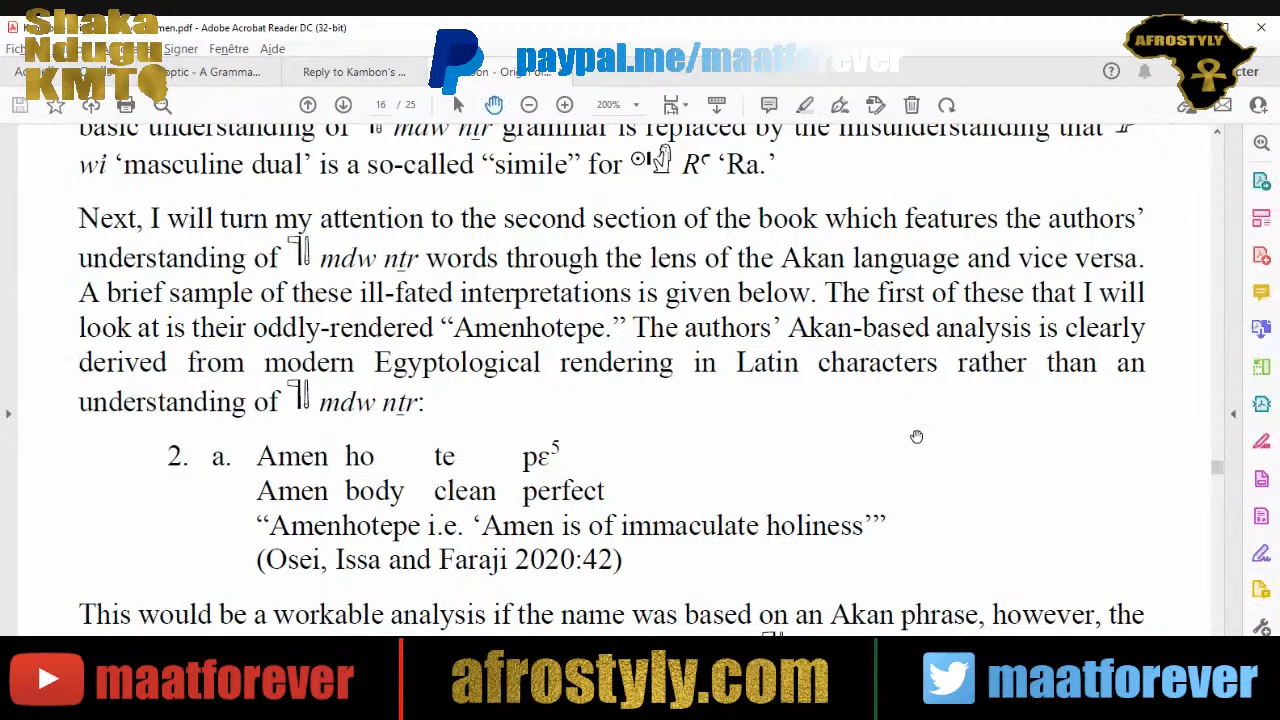 Shaka
Ndugu
KMT
men.pdf - Adobe Acrobat Reader DC (32-bit)
Signer Fenêtre Aide
paypal.me/maatforever
AFROSTYLY
optic - A Gramma...
Reply to Kambon's ...
16 / 25
200%
basic understanding of mdw nṯr grammar is replaced by the misunderstanding that
wi ‘masculine dual’ is a so-called “simile” for Rꜥ ‘Ra.’
Next, I will turn my attention to the second section of the book which features the authors’
understanding of mdw nṯr words through the lens of the Akan language and vice versa.
A brief sample of these ill-fated interpretations is given below. The first of these that I will
look at is their oddly-rendered “Amenhotepe.” The authors’ Akan-based analysis is clearly
derived from modern Egyptological rendering in Latin characters rather than an
understanding of mdw nṯr:
2. a. Amen ho te pɛ5
Amen body clean perfect
“Amenhotepe i.e. ‘Amen is of immaculate holiness’”
(Osei, Issa and Faraji 2020:42)
This would be a workable analysis if the name was based on an Akan phrase, however, the
maatforever
afrostyly.com
maatforever